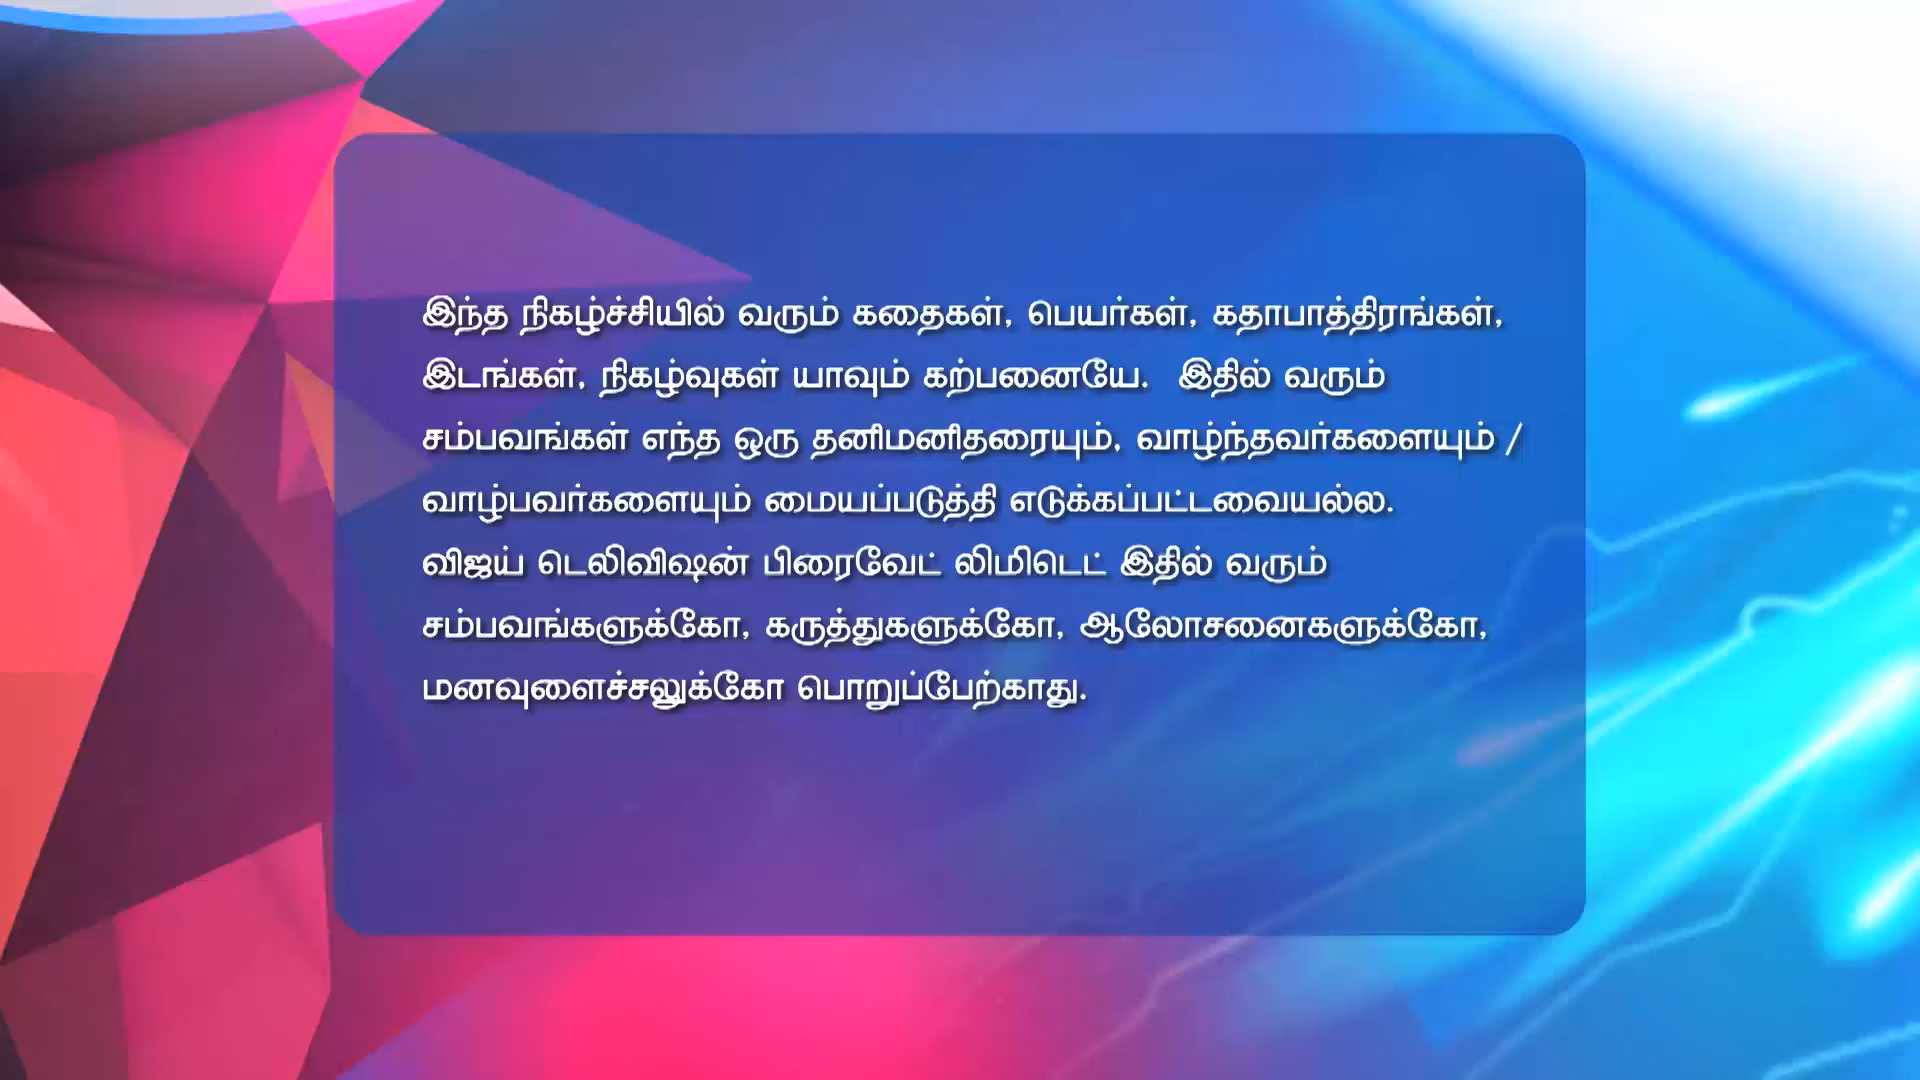 இந்த நிகழ்ச்சியில் வரும் கதைகள், பெயர்கள், கதாபாத்திரங்கள்,
இடங்கள், நிகழ்வுகள் யாவும் கற்பனையே. இதில் வரும்
சம்பவங்கள் எந்த ஒரு தனிமனிதரையும், வாழ்ந்தவர்களையும் /
வாழ்பவர்களையும் மையப்படுத்தி எடுக்கப்பட்டவையல்ல.
விஜய் டெலிவிஷன் பிரைவேட் லிமிடெட் இதில் வரும்
சம்பவங்களுக்கோ, கருத்துகளுக்கோ, ஆலோசனைகளுக்கோ,
மனவுளைச்சலுக்கோ பொறுப்பேற்காது.